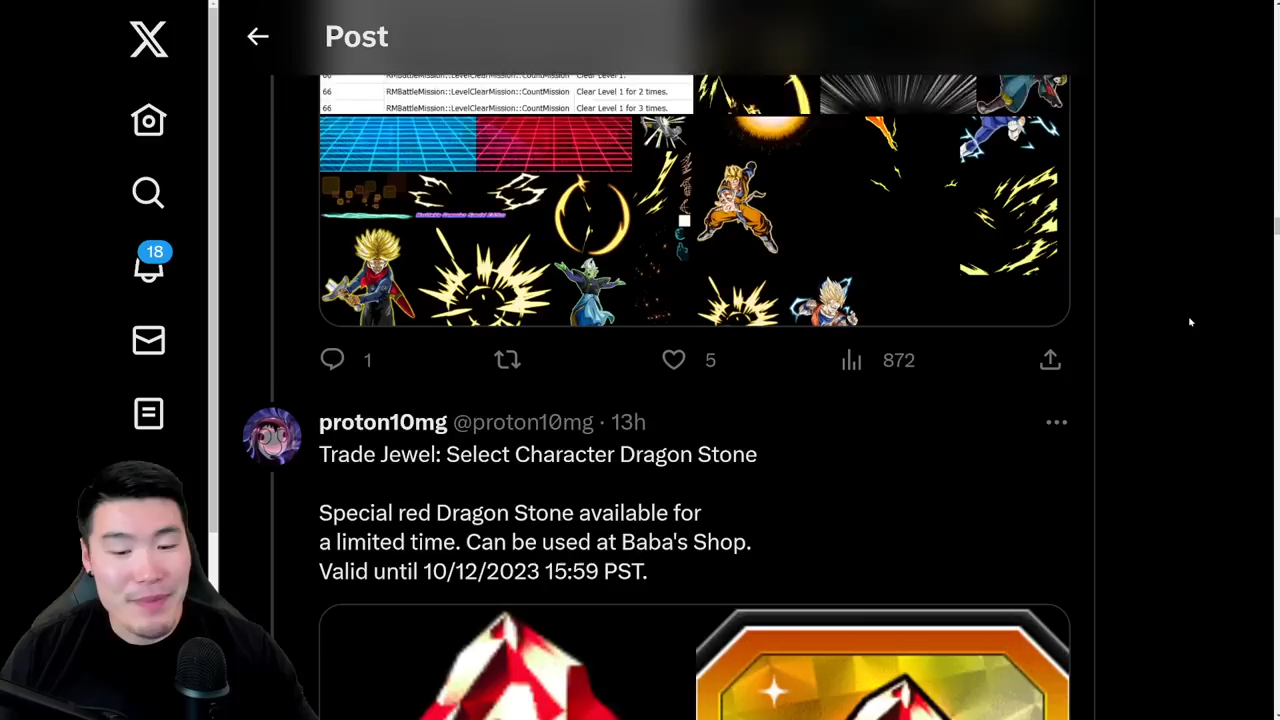 Post
66 RMBattleMission::LevelClearMission::CountMission Clear Level 1.
66 RMBattleMission::LevelClearMission::CountMission Clear Level 1 for 2 times.
66 RMBattleMission::LevelClearMission::CountMission Clear Level 1 for 3 times.
18
1
5
872
proton10mg @proton10mg · 13h
Trade Jewel: Select Character Dragon Stone
Special red Dragon Stone available for
a limited time. Can be used at Baba's Shop.
Valid until 10/12/2023 15:59 PST.